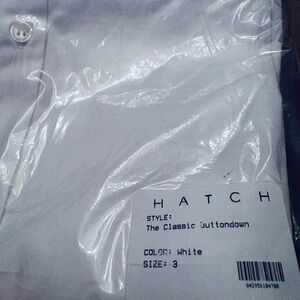 HATCH
STYLE:
The Classic Buttondown
COLOR: White
SIZE: 3